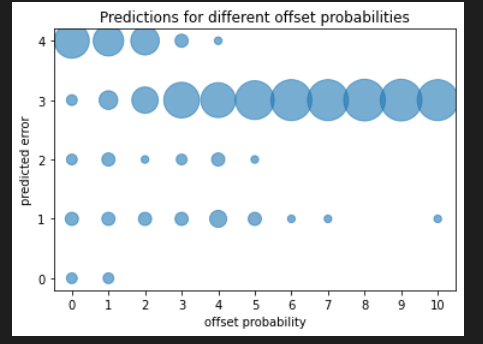 Predictions for different offset probabilities
4
3
2
1
0
predicted error
0 1 2 3 4 5 6 7 8 9 10
offset probability